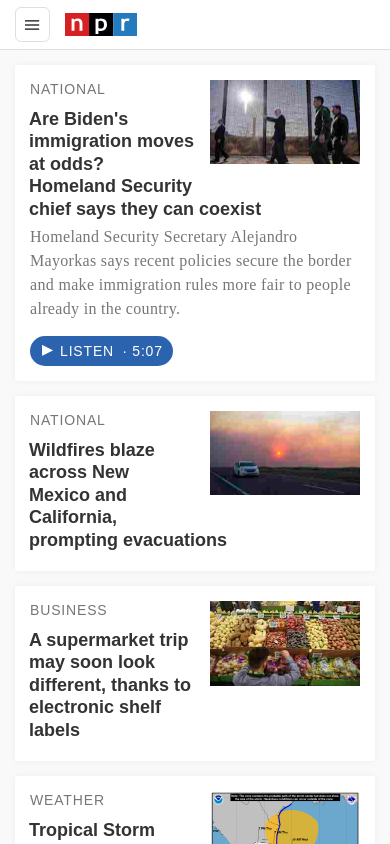 npr
NATIONAL
Are Biden's
immigration moves
at odds?
Homeland Security
chief says they can coexist
Homeland Security Secretary Alejandro
Mayorkas says recent policies secure the border
and make immigration rules more fair to people
already in the country.
LISTEN · 5:07
NATIONAL
Wildfires blaze
across New
Mexico and
California,
prompting evacuations
BUSINESS
A supermarket trip
may soon look
different, thanks to
electronic shelf
labels
WEATHER
Tropical Storm